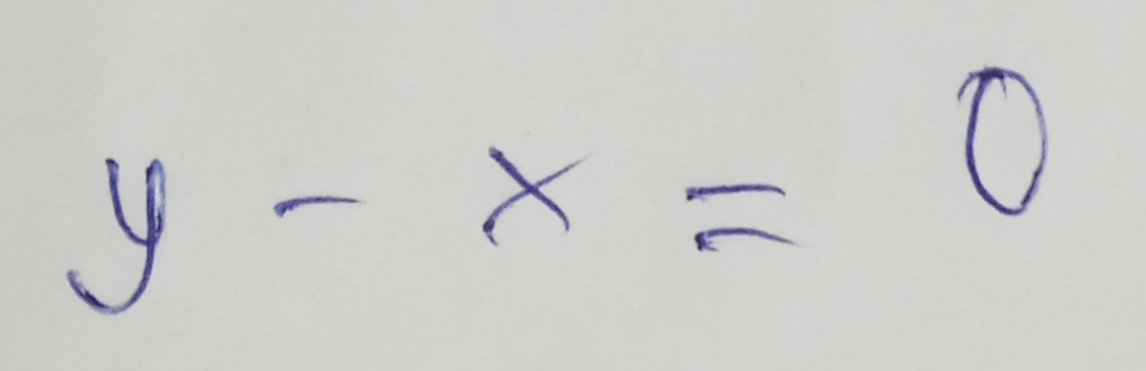 y - x = 0